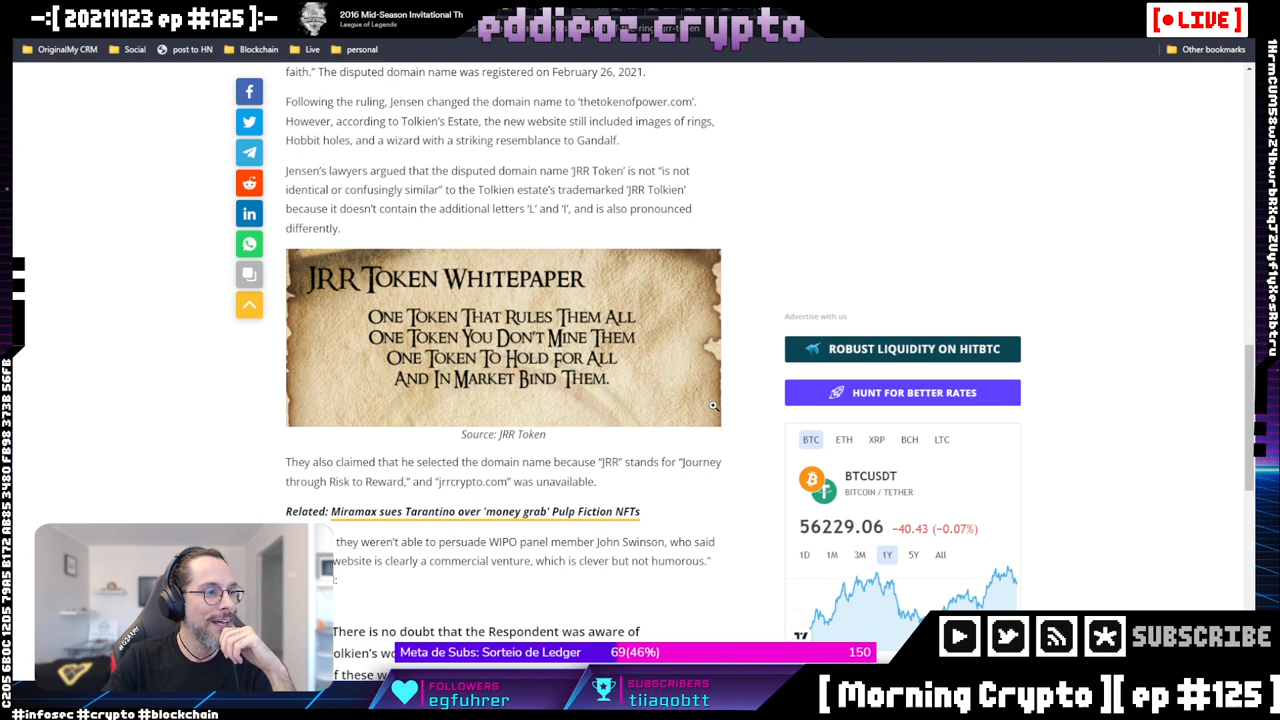 -[ 20211123 ep #125 ]:-
2016 Mid-Season Invitational Th
League of Legends
eddieoz.crypto
[ • LIVE ]
OriginalMy CRM
Social
post to HN
Blockchain
Live
personal
Other bookmarks
faith.” The disputed domain name was registered on February 26, 2021.
Following the ruling, Jensen changed the domain name to ‘thetokenofpower.com’.
However, according to Tolkien’s Estate, the new website still included images of rings,
Hobbit holes, and a wizard with a striking resemblance to Gandalf.
Jensen’s lawyers argued that the disputed domain name ‘JRR Token’ is not “is not
identical or confusingly similar” to the Tolkien estate’s trademarked ‘JRR Tolkien’
because it doesn’t contain the additional letters ‘L’ and ‘I’, and is also pronounced
differently.
JRR Token Whitepaper
One Token That Rules Them All
One Token You Don't Mine Them
One Token To Hold For All
And In Market Bind Them.
Source: JRR Token
They also claimed that he selected the domain name because “JRR” stands for “Journey
through Risk to Reward,” and “jrrcrypto.com” was unavailable.
Related: Miramax sues Tarantino over 'money grab' Pulp Fiction NFTs
they weren’t able to persuade WIPO panel member John Swinson, who said
website is clearly a commercial venture, which is clever but not humorous."
:
There is no doubt that the Respondent was aware of
olkien’s wo
Advertise with us
ROBUST LIQUIDITY ON HITBTC
HUNT FOR BETTER RATES
BTC ETH XRP BCH LTC
BTCUSDT
BITCOIN / TETHER
56229.06 −40.43 (−0.07%)
1D 1M 3M 1Y 5Y All
Meta de Subs: Sorteio de Ledger 69(46%) 150
FOLLOWERS
egfuhrer
SUBSCRIBERS
tiiagobtt
SUBSCRIBE
[ Morning Crypto ][ ep #125 ]
#infosec #crypto #blockchain